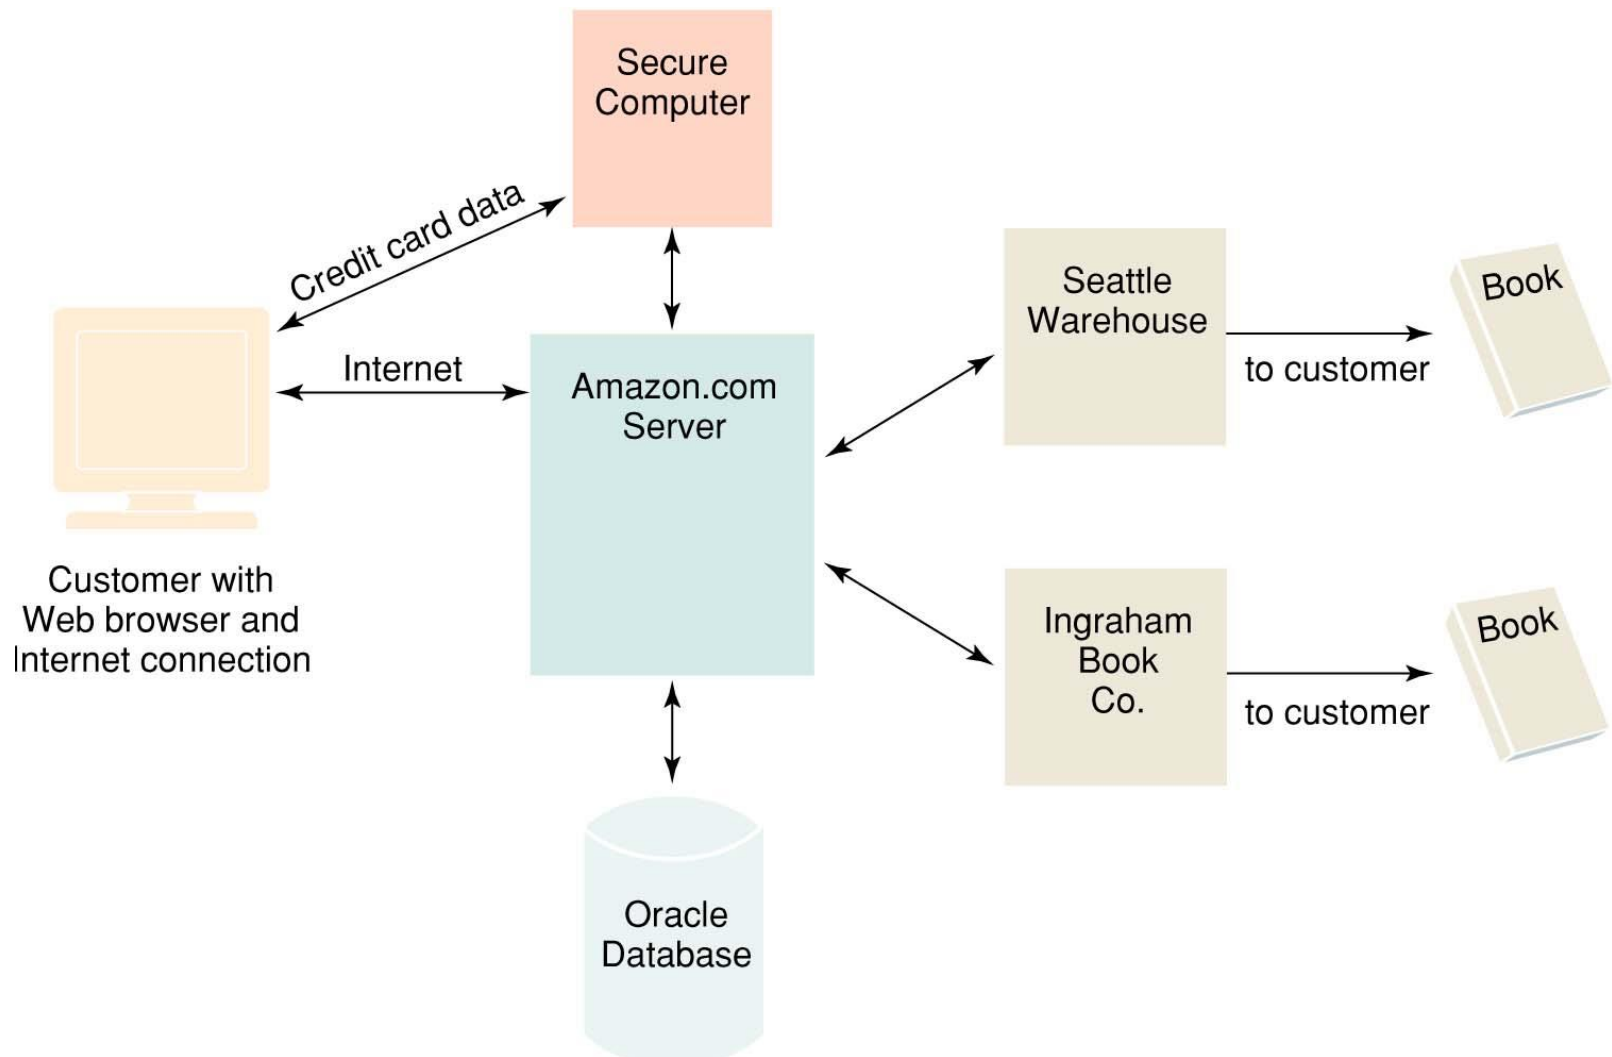 Secure
Computer
Credit card data
Internet
Customer with
Web browser and
Internet connection
Amazon.com
Server
Oracle
Database
Seattle
Warehouse
to customer
Book
Ingraham
Book
Co.
to customer
Book